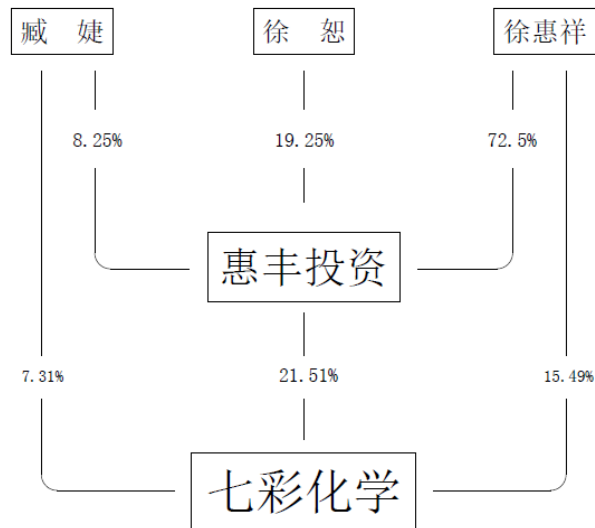 臧 婕 徐 恕 徐惠祥
8.25% 19.25% 72.5%
惠丰投资
7.31% 21.51% 15.49%
七彩化学